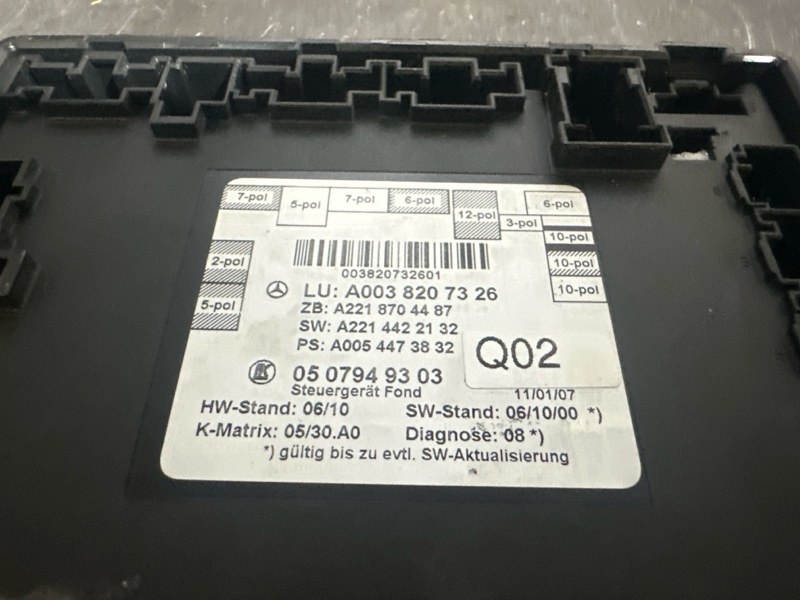 7-pol
5-pol
7-pol
6-pol
12-pol
3-pol
6-pol
10-pol
10-pol
10-pol
2-pol
5-pol
003820732601
LU: A003 820 73 26
ZB: A221 870 44 87
SW: A221 442 21 32
PS: A005 447 38 32
Q02
05 0794 93 03
Steuergerät Fond 11/01/07
HW-Stand: 06/10 SW-Stand: 06/10/00 *)
K-Matrix: 05/30.A0 Diagnose: 08 *)
*) gültig bis zu evtl. SW-Aktualisierung